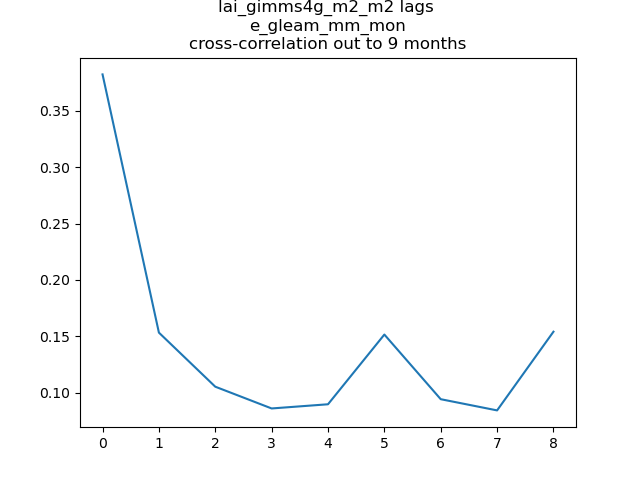 lai_gimms4g_m2_m2 lags
e_gleam_mm_mon
cross-correlation out to 9 months
0.35
0.30
0.25
0.20
0.15
0.10
0 1 2 3 4 5 6 7 8